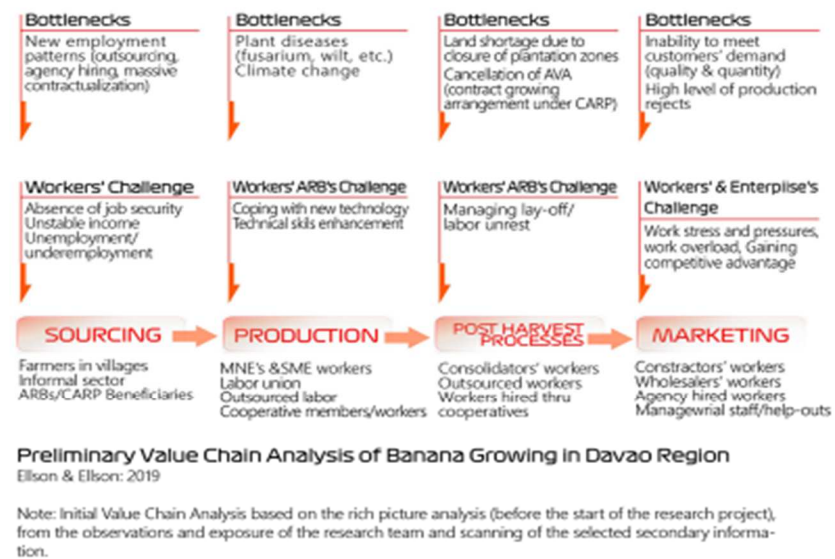 Bottlenecks
New employment
patterns (outsourcing,
agency hiring, massive
contractualization)
Bottlenecks
Plant diseases
(fusarium, wilt, etc.)
Climate change
Bottlenecks
Land shortage due to
closure of plantation zones
Cancellation of AVA
(contract growing
arrangement under CARP)
Bottlenecks
Inability to meet
customers' demand
(quality & quantity)
High level of production
rejects
Workers' Challenge
Absence of job security
Unstable income
Unemployment/
underemployment
Workers' ARB's Challenge
Coping with new technology
Technical skils enhancement
Workers' ARB's Challenge
Managing lay-off/
labor unrest
Workers' & Enterpiise's
Challenge
Work stress and pressures,
work overload, Gaining
competitive advantage
SOURCING
PRODUCTION
POST HARVEST
PROCESSES
MARKETING
Farmers in villages
Informal sector
ARBs/CARP Beneficiaries
MNE's &SME workers
Labor union
Outsourced labor
Cooperative members/workers
Consolidators' workers
Outsourced workers
Workers hired thru
cooperatives
Constractors' workers
Wholesalers' workers
Agency hired workers
Managewrial staff/help-outs
Preliminary Value Chain Analysis of Banana Growing in Davao Region
Ellson & Ellson: 2019
Note: Initial Value Chain Analysis based on the rich picture analysis (before the start of the research project),
from the observations and exposure of the research team and scanning of the selected secondary informa-
tion.